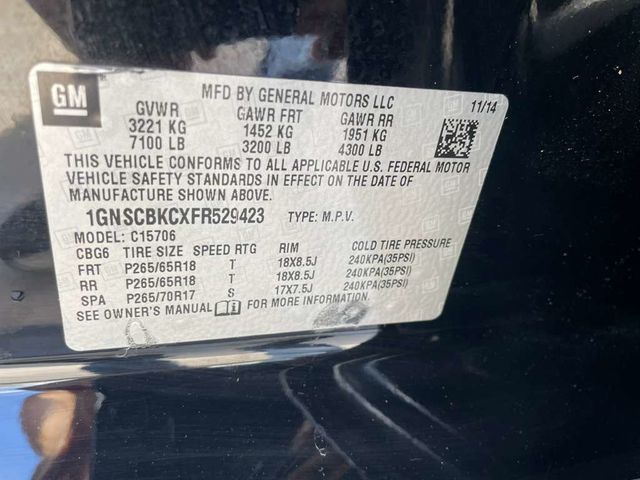 GM
MFD BY GENERAL MOTORS LLC 11/14
GVWR GAWR FRT GAWR RR
3221 KG 1452 KG 1951 KG
7100 LB 3200 LB 4300 LB
THIS VEHICLE CONFORMS TO ALL APPLICABLE U.S. FEDERAL MOTOR
VEHICLE SAFETY STANDARDS IN EFFECT ON THE DATE OF
MANUFACTURE SHOWN ABOVE.
1GNSCBKCXFR529423 TYPE: M.P.V.
MODEL: C15706
CBG6 TIRE SIZE SPEED RTG RIM COLD TIRE PRESSURE
FRT P265/65R18 T 18X8.5J 240KPA(35PSI)
RR P265/65R18 T 18X8.5J 240KPA(35PSI)
SPA P265/70R17 S 17X7.5J 240KPA(35PSI)
SEE OWNER'S MANUAL FOR MORE INFORMATION.